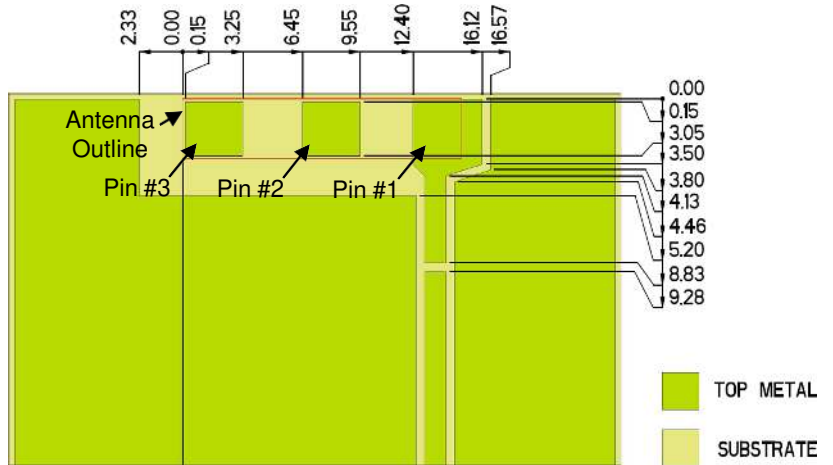 2.33
0.00
0.15
3.25
6.45
9.55
12.40
16.12
16.57
0.00
0.15
3.05
3.50
3.80
4.13
4.46
5.20
8.83
9.28
Antenna
Outline
Pin #3
Pin #2
Pin #1
TOP METAL
SUBSTRATE